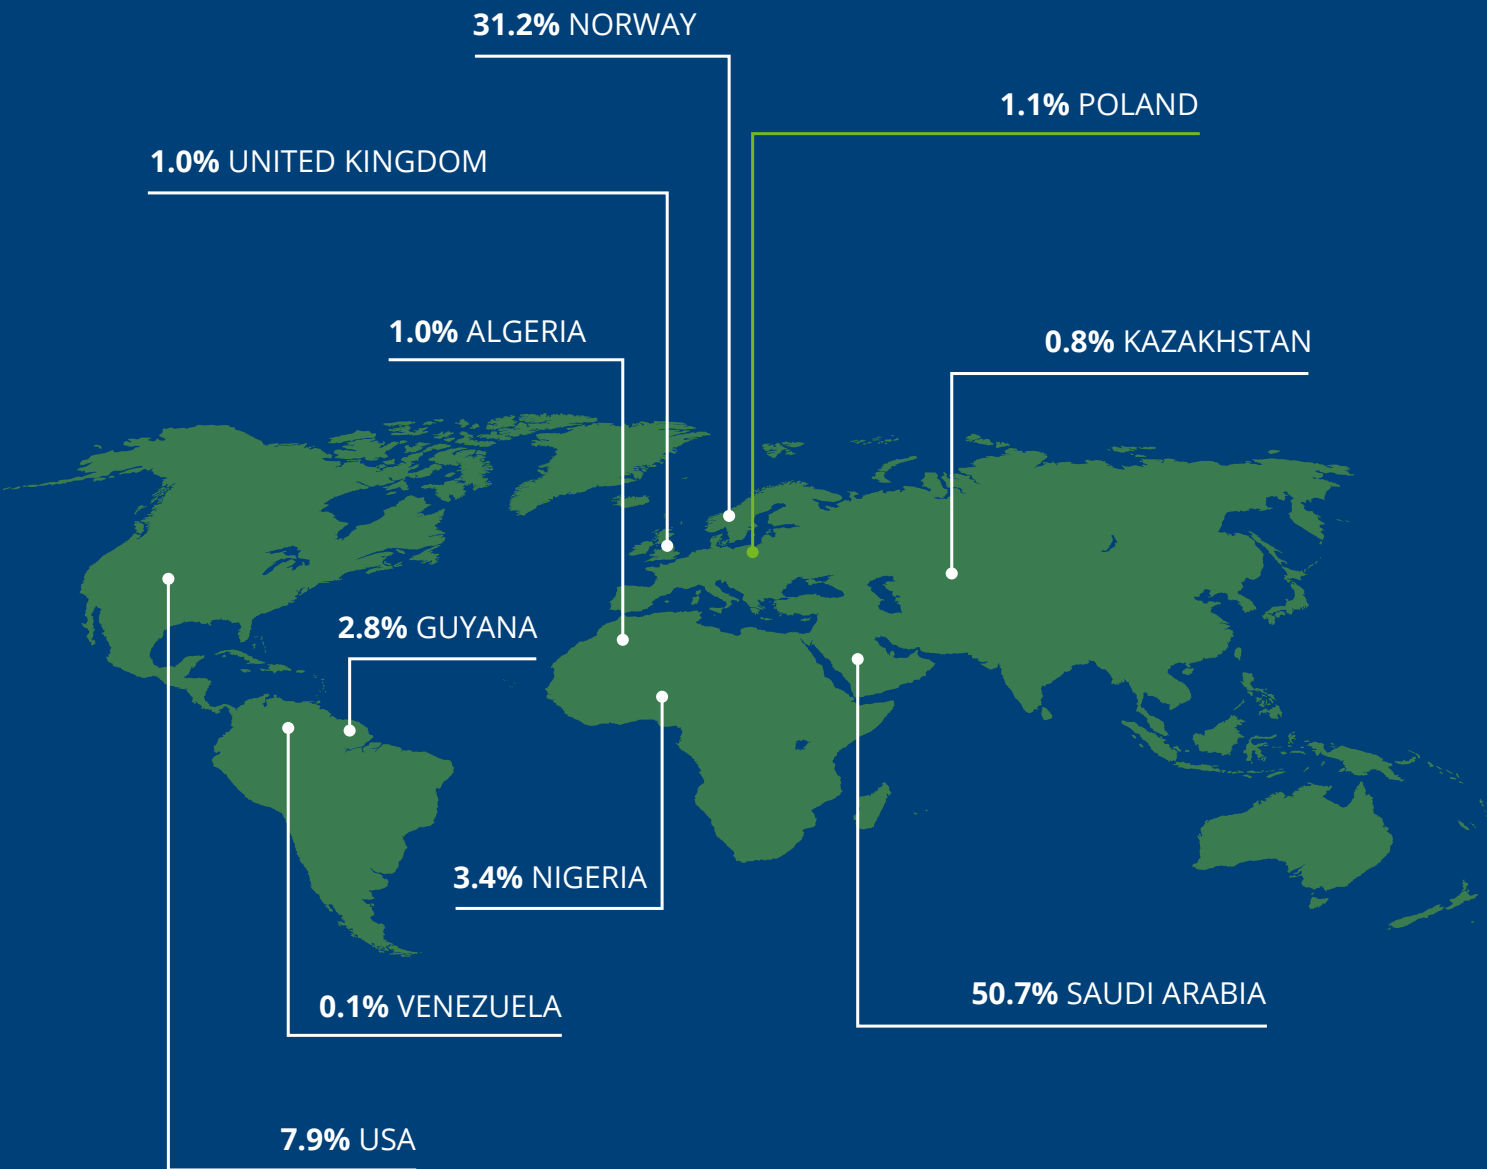 31.2% NORWAY
1.1% POLAND
1.0% UNITED KINGDOM
1.0% ALGERIA
0.8% KAZAKHSTAN
2.8% GUYANA
3.4% NIGERIA
50.7% SAUDI ARABIA
0.1% VENEZUELA
7.9% USA